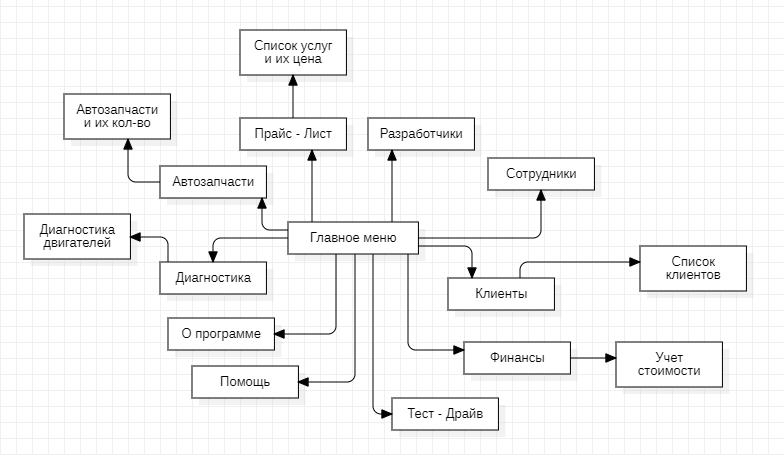 Список услуг
и их цена
Автозапчасти
и их кол-во
Прайс - Лист
Разработчики
Автозапчасти
Сотрудники
Диагностика
двигателей
Главное меню
Список
клиентов
Диагностика
Клиенты
О программе
Финансы
Учет
стоимости
Помощь
Тест - Драйв